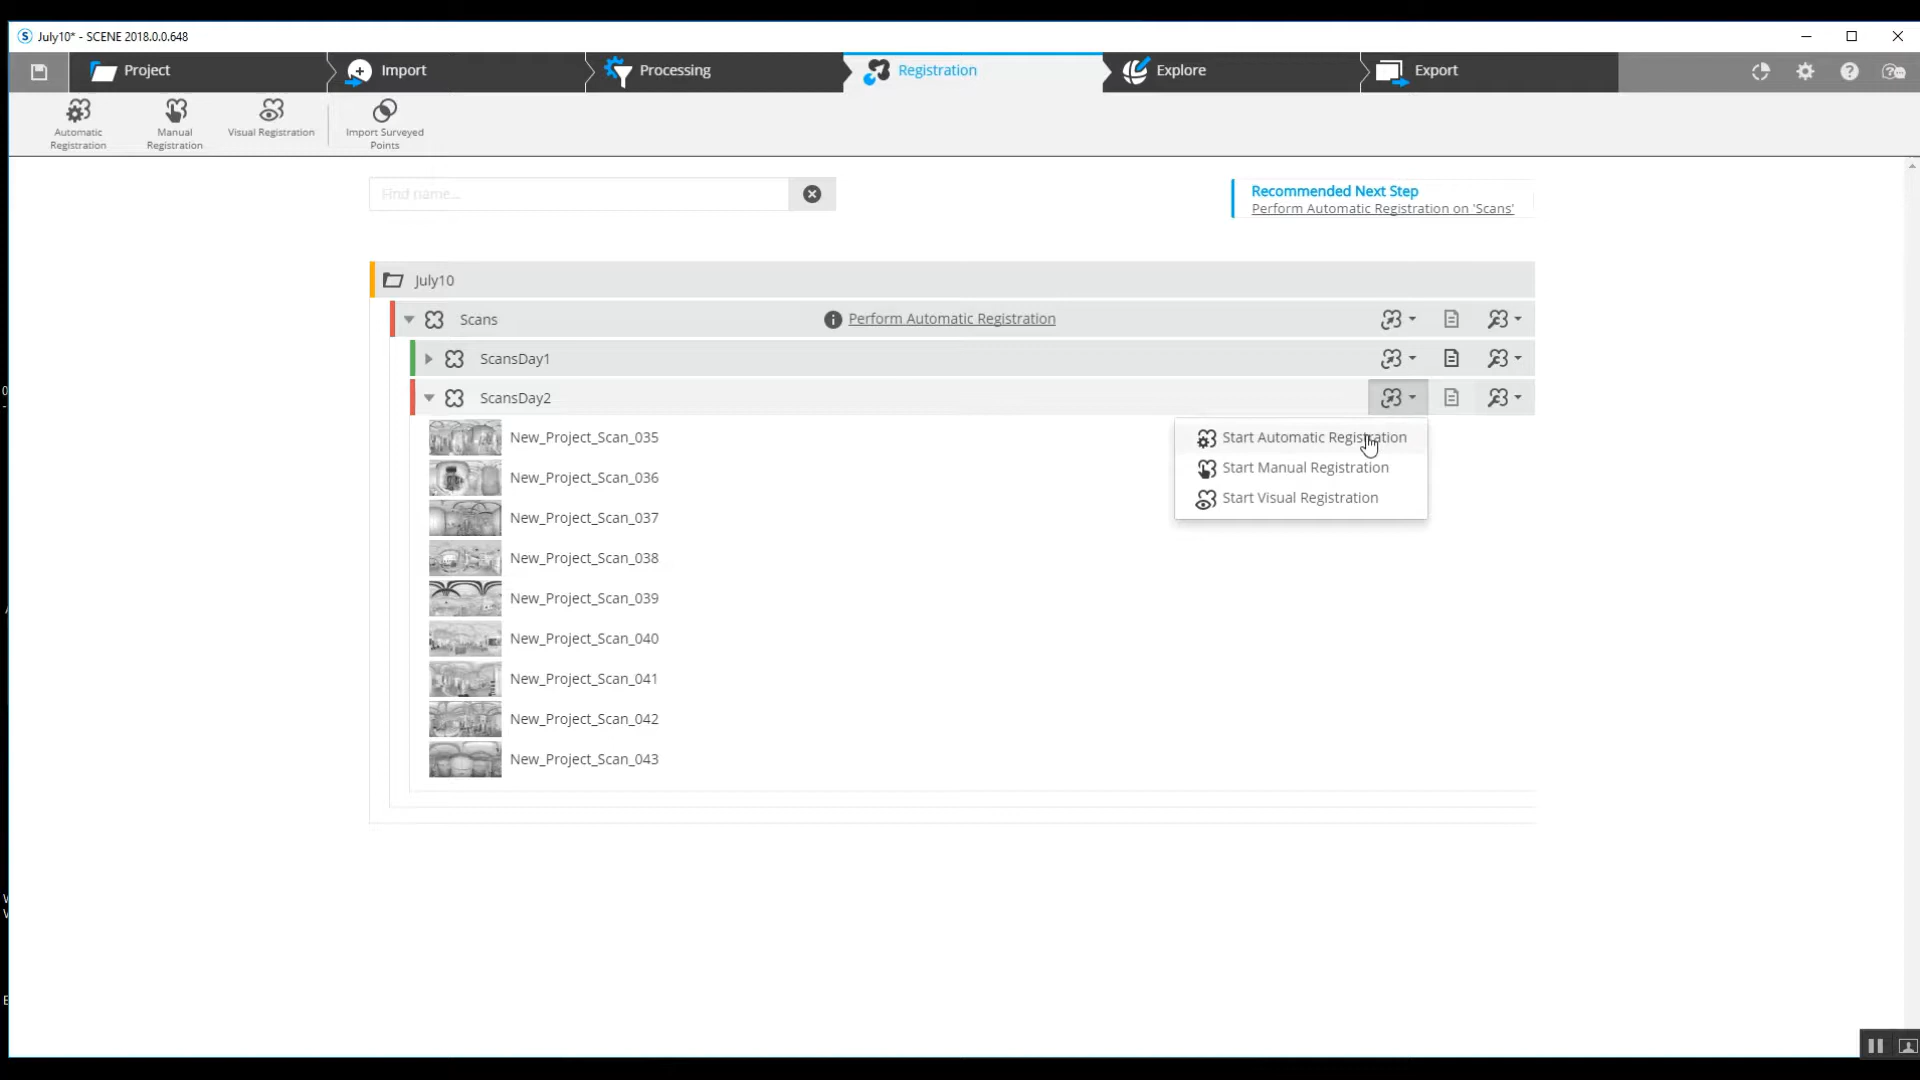 July10* - SCENE 2018.0.0.648
Project
Import
Processing
Registration
Explore
Export
Automatic
Registration
Manual
Registration
Visual Registration
Import Surveyed
Points
Find name...
Recommended Next Step
Perform Automatic Registration on 'Scans'
July10
Scans
Perform Automatic Registration
ScansDay1
ScansDay2
New_Project_Scan_035
Start Automatic Registration
New_Project_Scan_036
Start Manual Registration
Start Visual Registration
New_Project_Scan_037
New_Project_Scan_038
New_Project_Scan_039
New_Project_Scan_040
New_Project_Scan_041
New_Project_Scan_042
New_Project_Scan_043